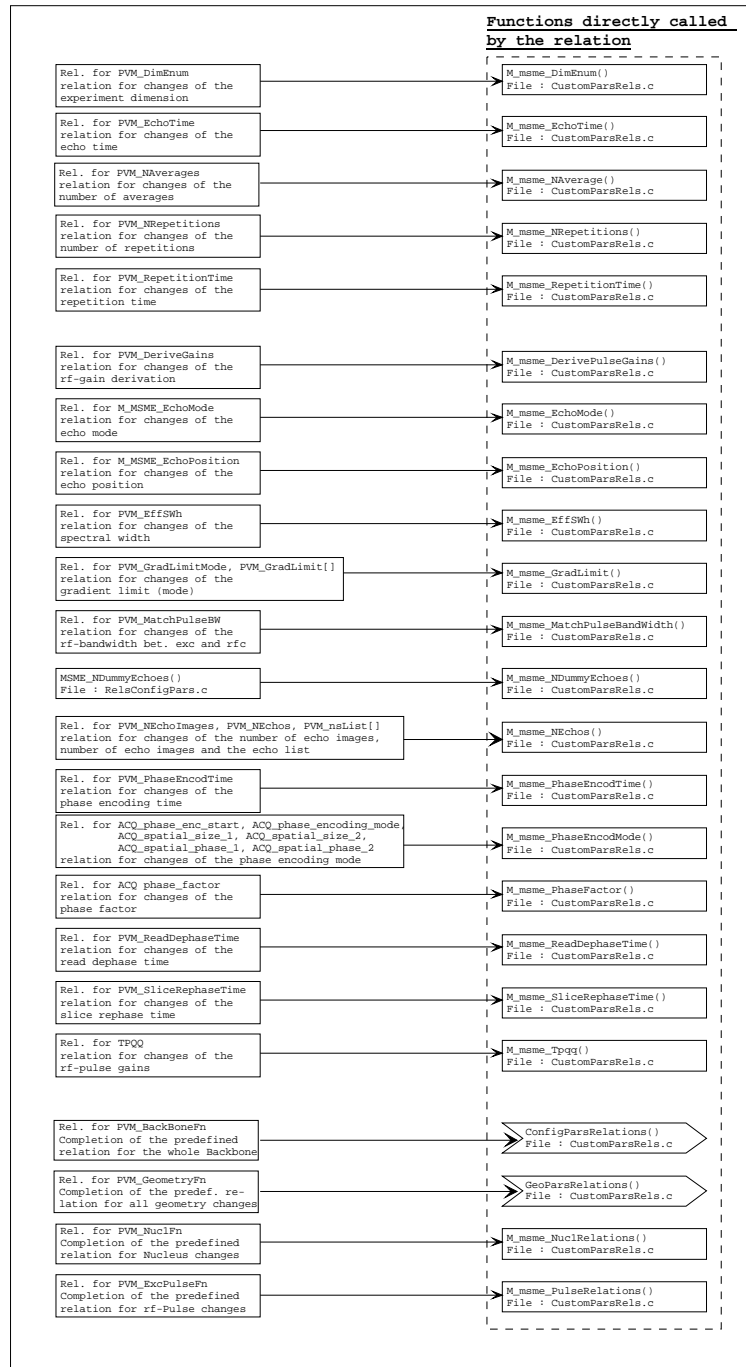 Functions directly called
by the relation
Rel. for PVM_DimEnum
relation for changes of the
experiment dimension
M_msme_DimEnum()
File : CustomParsRels.c
Rel. for PVM_EchoTime
relation for changes of the
echo time
M_msme_EchoTime()
File : CustomParsRels.c
Rel. for PVM_NAverages
relation for changes of the
number of averages
M_msme_NAverage()
File : CustomParsRels.c
Rel. for PVM_NRepetitions
relation for changes of the
number of repetitions
M_msme_NRepetitions()
File : CustomParsRels.c
Rel. for PVM_RepetitionTime
relation for changes of the
repetition time
M_msme_RepetitionTime()
File : CustomParsRels.c
Rel. for PVM_DeriveGains
relation for changes of the
rf-gain derivation
M_msme_DerivePulseGains()
File : CustomParsRels.c
Rel. for M_MSME_EchoMode
relation for changes of the
echo mode
M_msme_EchoMode()
File : CustomParsRels.c
Rel. for M_MSME_EchoPosition
relation for changes of the
echo position
M_msme_EchoPosition()
File : CustomParsRels.c
Rel. for PVM_EffSWh
relation for changes of the
spectral width
M_msme_EffSWh()
File : CustomParsRels.c
Rel. for PVM_GradLimitMode, PVM_GradLimit[]
relation for changes of the
gradient limit (mode)
M_msme_GradLimit()
File : CustomParsRels.c
Rel. for PVM_MatchPulseBW
relation for changes of the
rf-bandwidth bet. exc and rfc
M_msme_MatchPulseBandWidth()
File : CustomParsRels.c
MSME_NDummyEchoes()
File : RelsConfigPars.c
M_msme_NDummyEchoes()
File : CustomParsRels.c
Rel. for PVM_NEchoImages, PVM_NEchos, PVM_nsList[]
relation for changes of the number of echo images,
number of echo images and the echo list
M_msme_NEchos()
File : CustomParsRels.c
Rel. for PVM_PhaseEncodTime
relation for changes of the
phase encoding time
M_msme_PhaseEncodTime()
File : CustomParsRels.c
Rel. for ACQ_phase_enc_start, ACQ_phase_encoding_mode,
ACQ_spatial_size_1, ACQ_spatial_size_2,
ACQ_spatial_phase_1, ACQ_spatial_phase_2
relation for changes of the phase encoding mode
M_msme_PhaseEncodMode()
File : CustomParsRels.c
Rel. for ACQ phase_factor
relation for changes of the
phase factor
M_msme_PhaseFactor()
File : CustomParsRels.c
Rel. for PVM_ReadDephaseTime
relation for changes of the
read dephase time
M_msme_ReadDephaseTime()
File : CustomParsRels.c
Rel. for PVM_SliceRephaseTime
relation for changes of the
slice rephase time
M_msme_SliceRephaseTime()
File : CustomParsRels.c
Rel. for TPQQ
relation for changes of the
rf-pulse gains
M_msme_Tpqq()
File : CustomParsRels.c
Rel. for PVM_BackBoneFn
Completion of the predefined
relation for the whole Backbone
ConfigParsRelations()
File : CustomParsRels.c
Rel. for PVM_GeometryFn
Completion of the predef. re-
lation for all geometry changes
GeoParsRelations()
File : CustomParsRels.c
Rel. for PVM_NuclFn
Completion of the predefined
relation for Nucleus changes
M_msme_NuclRelations()
File : CustomParsRels.c
Rel. for PVM_ExcPulseFn
Completion of the predefined
relation for rf-Pulse changes
M_msme_PulseRelations()
File : CustomParsRels.c